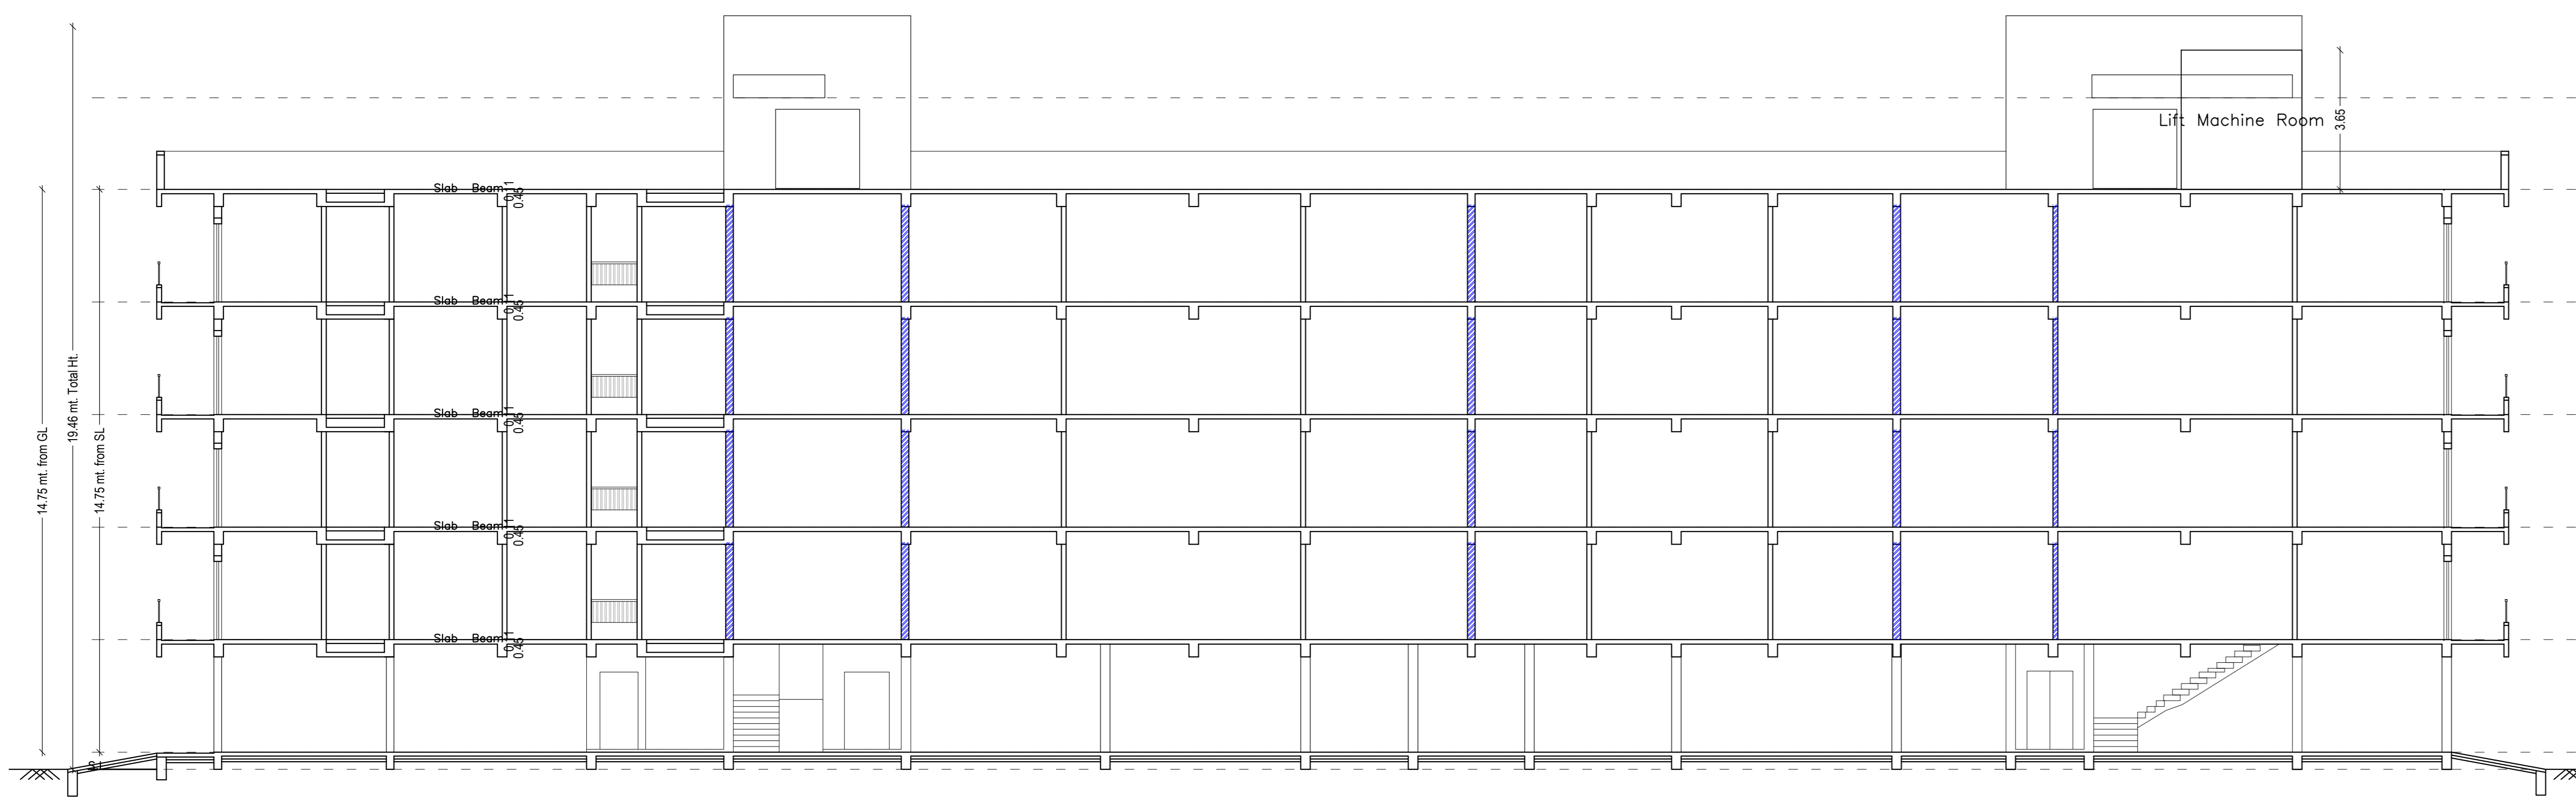 Lift Machine Room
3.65
Slab Beam
0.11
0.45
Slab Beam
0.11
0.45
19.46 mt. Total Ht.
Slab Beam
0.11
0.45
14.75 mt. from GL
14.75 mt. from SL
Slab Beam
0.11
0.45
Slab Beam
0.11
0.45